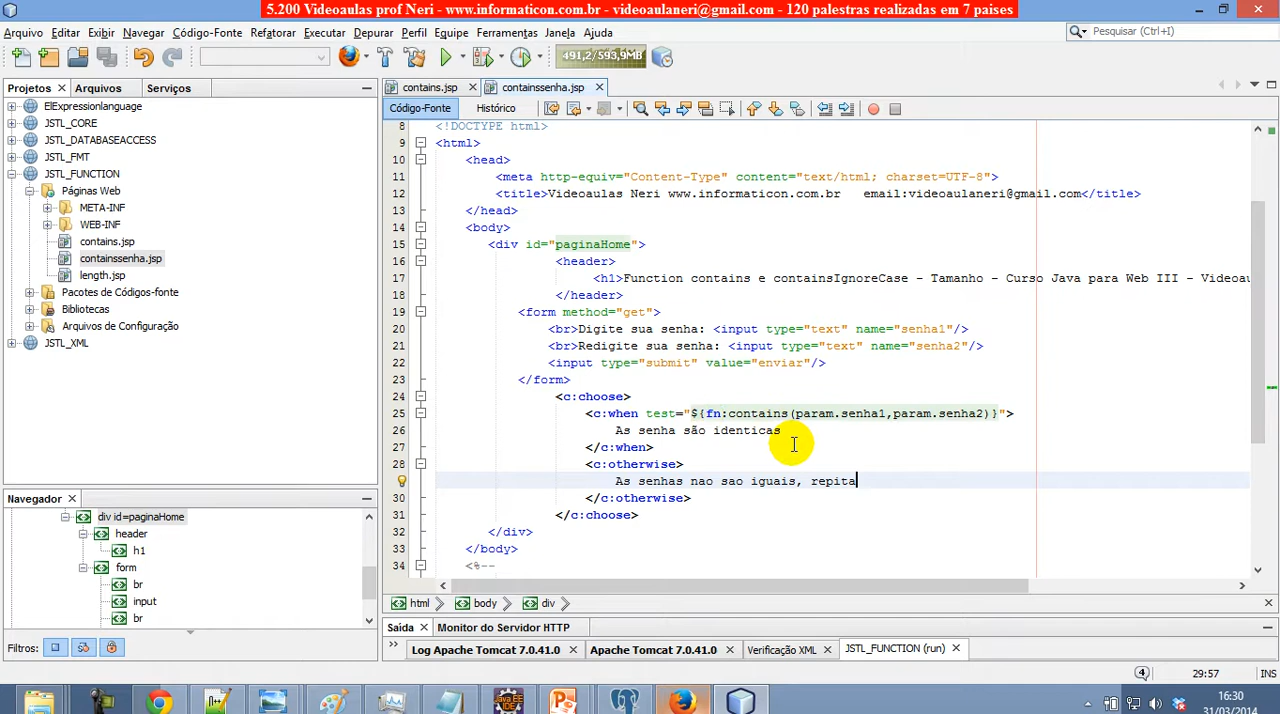 5.200 Videoaulas prof Neri - www.informaticon.com.br - videoaulaneri@gmail.com - 120 palestras realizadas em 7 paises
Arquivo Editar Exibir Navegar Código-Fonte Refatorar Executar Depurar Perfil Equipe Ferramentas Janela Ajuda
Pesquisar (Ctrl+I)
491,2/593,9MB
Projetos Arquivos Serviços
contains.jsp containssenha.jsp
Código-Fonte Histórico
ElExpressionlanguage
JSTL_CORE
JSTL_DATABASEACCESS
JSTL_FMT
JSTL_FUNCTION
Páginas Web
META-INF
WEB-INF
contains.jsp
containssenha.jsp
length.jsp
Pacotes de Códigos-fonte
Bibliotecas
Arquivos de Configuração
JSTL_XML
8 <!DOCTYPE html>
9 <html>
10 <head>
11 <meta http-equiv="Content-Type" content="text/html; charset=UTF-8">
12 <title>Videoaulas Neri www.informaticon.com.br email:videoaulaneri@gmail.com</title>
13 </head>
14 <body>
15 <div id="paginaHome">
16 <header>
17 <h1>Function contains e containsIgnoreCase - Tamanho - Curso Java para Web III - Videoau
18 </header>
19 <form method="get">
20 <br>Digite sua senha: <input type="text" name="senha1"/>
21 <br>Redigite sua senha: <input type="text" name="senha2"/>
22 <input type="submit" value="enviar"/>
23 </form>
24 <c:choose>
25 <c:when test="${fn:contains(param.senha1,param.senha2)}">
26 As senha são identicas
27 </c:when>
28 <c:otherwise>
As senhas nao sao iguais, repita
30 </c:otherwise>
31 </c:choose>
32 </div>
33 </body>
34 <%--
Navegador
div id=paginaHome
header
h1
form
br
input
br
Filtros:
html body div
Saída Monitor do Servidor HTTP
Log Apache Tomcat 7.0.41.0 Apache Tomcat 7.0.41.0 Verificação XML JSTL_FUNCTION (run)
4 29:57 INS
16:30
31/03/2014